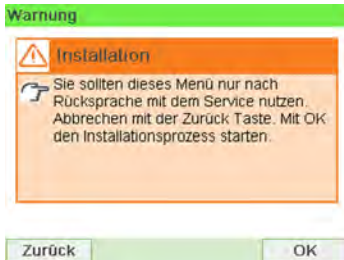 Warnung
Installation
Sie sollten dieses Menü nur nach
Rücksprache mit dem Service nutzen.
Abbrechen mit der Zurück Taste. Mit OK
den Installationsprozess starten.
Zurück
OK